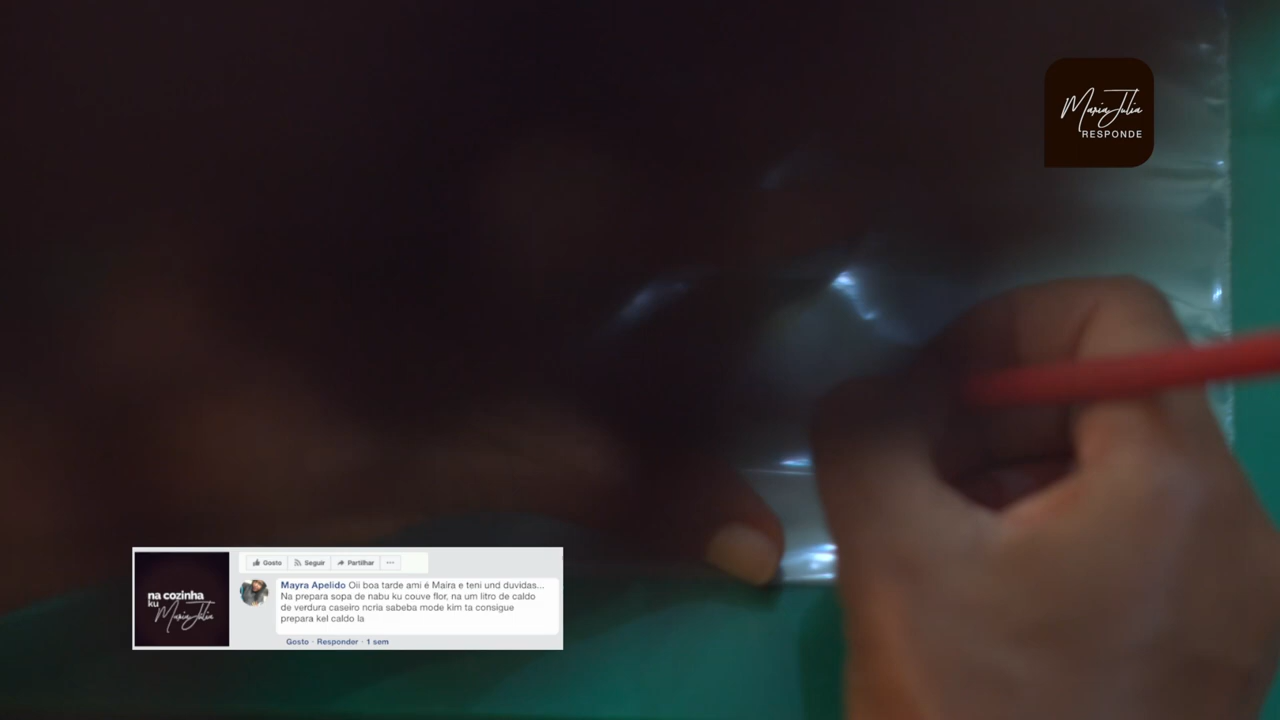 Maria Julia
RESPONDE
Gosto Seguir Partilhar ...
na cozinha
ku
Maria Julia
Mayra Apelido Oii boa tarde ami é Maira e teni und duvidas...
Na prepara sopa de nabu ku couve flor, na um litro de caldo
de verdura caseiro ncria sabeba mode kim ta consigue
prepara kel caldo la
Gosto · Responder · 1 sem